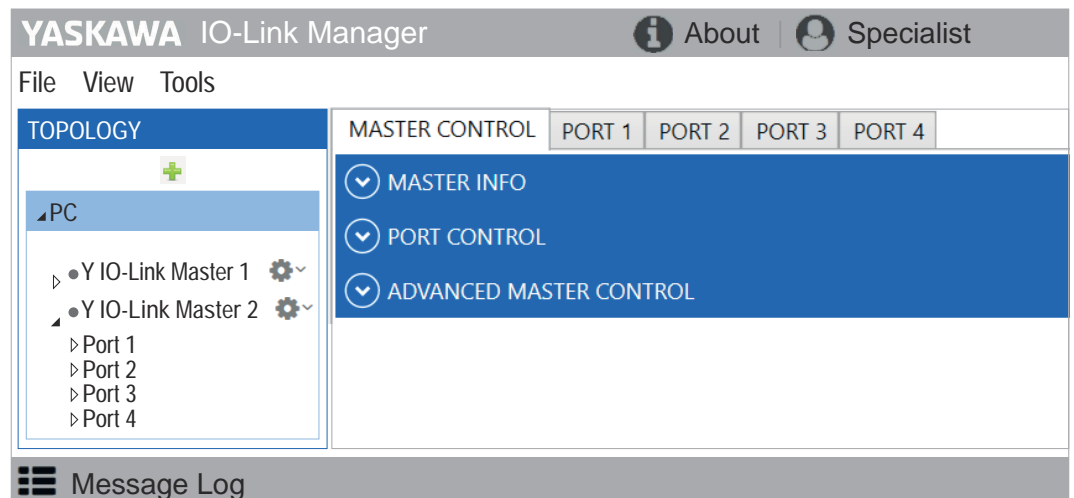 YASKAWA IO-Link Manager About Specialist
File View Tools
TOPOLOGY
PC
Y IO-Link Master 1
Y IO-Link Master 2
Port 1
Port 2
Port 3
Port 4
MASTER CONTROL PORT 1 PORT 2 PORT 3 PORT 4
MASTER INFO
PORT CONTROL
ADVANCED MASTER CONTROL
Message Log